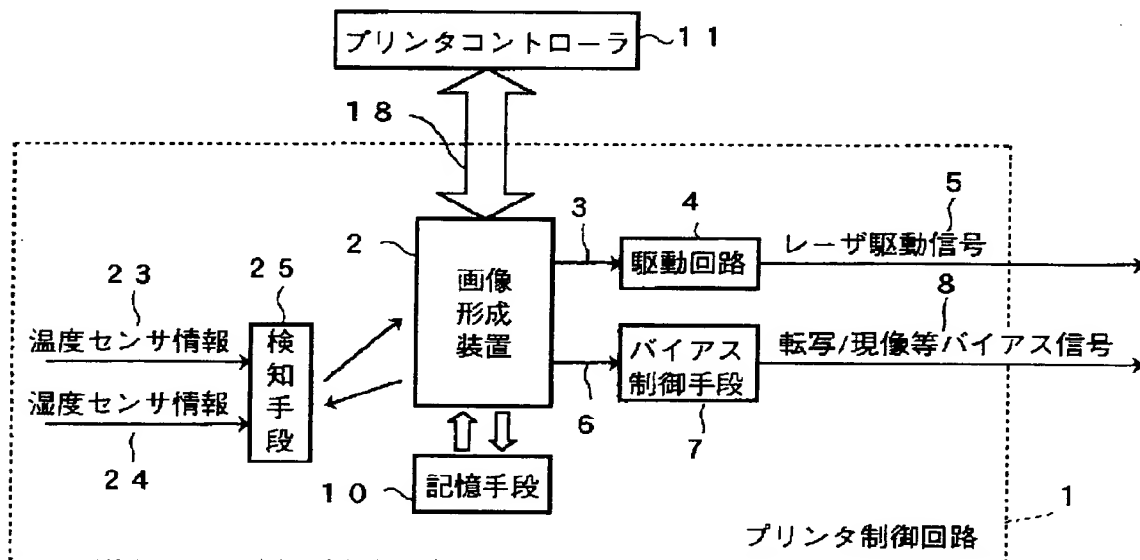 プリンタコントローラ
11
18
3
4
5
2
画像
形成
装置
駆動回路
レーザ駆動信号
23
25
8
温度センサ情報
検知手段
バイアス
制御手段
転写/現像等バイアス信号
湿度センサ情報
6
7
24
10
記憶手段
1
プリンタ制御回路